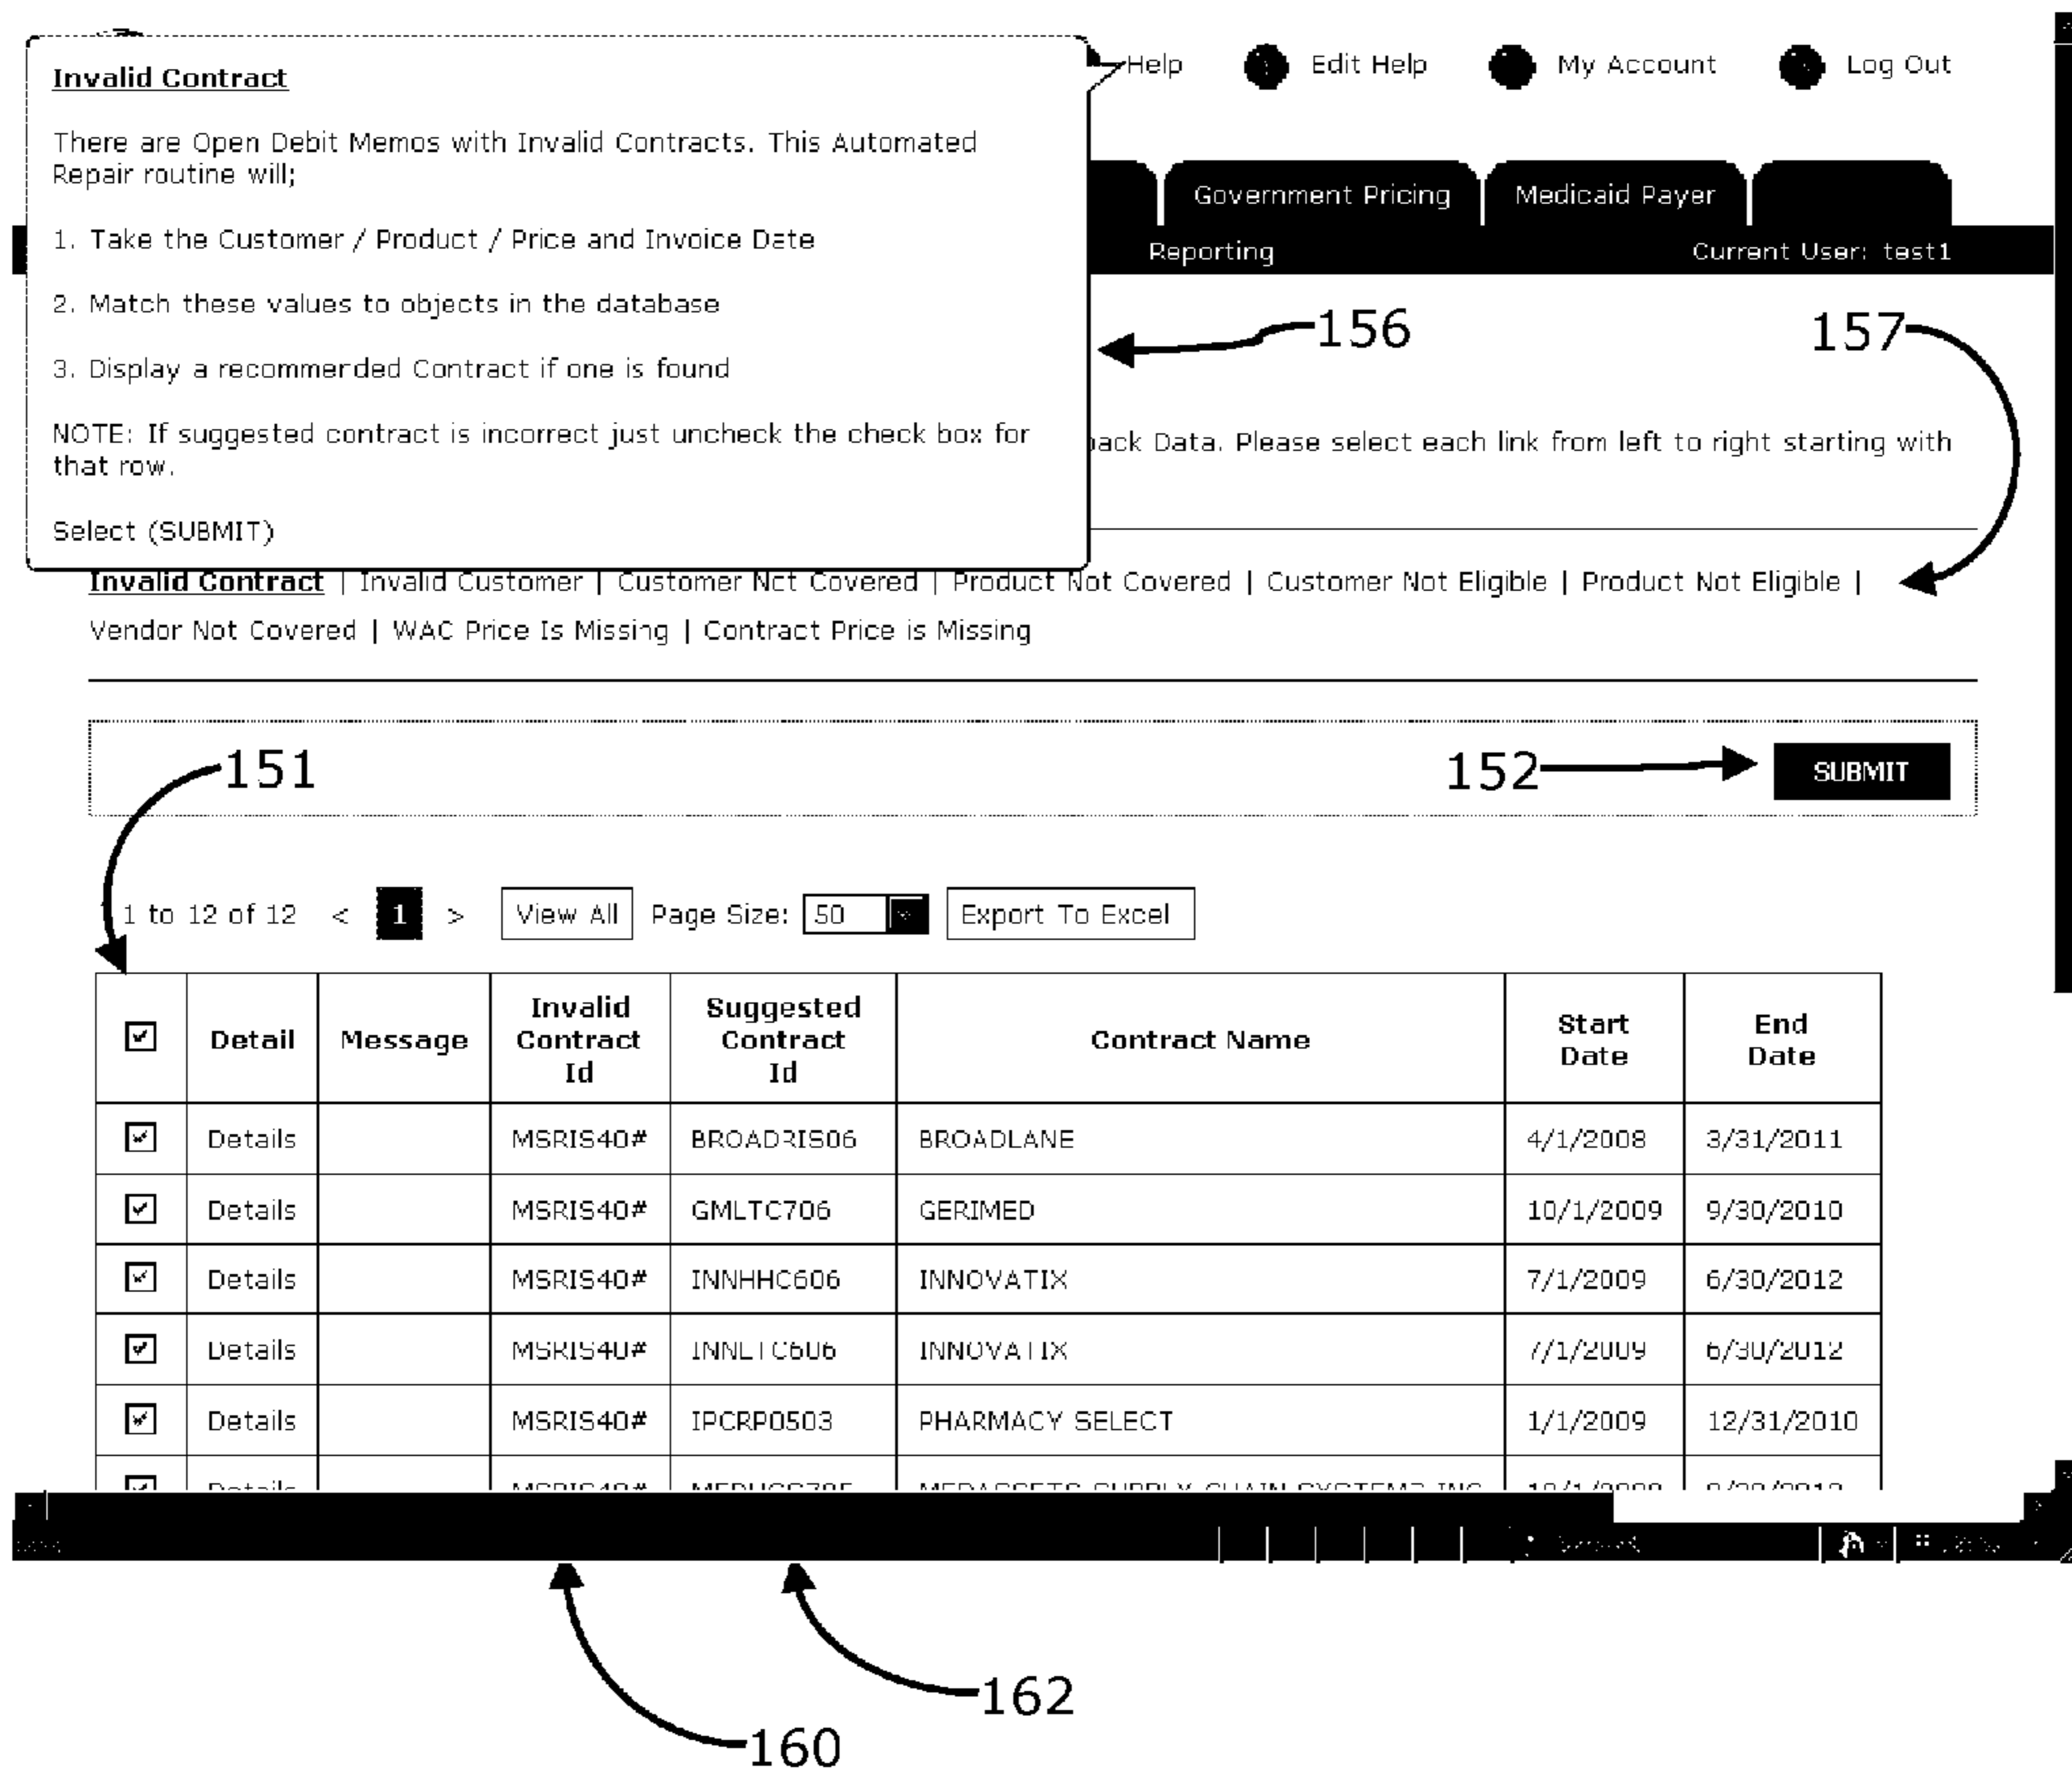 Invalid Contract
There are Open Debit Memos with Invalid Contracts. This Automated
Repair routine will;
1. Take the Customer / Product / Price and Invoice Date
2. Match these values to objects in the database
3. Display a recommended Contract if one is found
NOTE: If suggested contract is incorrect just uncheck the check box for
that row.
Select (SUBMIT)
Help Edit Help My Account Log Out
Government Pricing Medicaid Payer
Reporting Current User: test1
156 157
Data. Please select each link from left to right starting with
Invalid Contract | Invalid Customer | Customer Not Covered | Product Not Covered | Customer Not Eligible | Product Not Eligible |
Vendor Not Covered | WAC Price Is Missing | Contract Price is Missing
151 152 SUBMIT
1 to 12 of 12 < 1 > View All Page Size: 50 Export To Excel
Detail Message Invalid Contract Id Suggested Contract Id Contract Name Start Date End Date
Details MSRIS40# BROADRIS06 BROADLANE 4/1/2008 3/31/2011
Details MSRIS40# GMLTC706 GERIMED 10/1/2009 9/30/2010
Details MSRIS40# INNHHC606 INNOVATIX 7/1/2009 6/30/2012
Details MSRIS40# INNLTC606 INNOVATIX 7/1/2009 6/30/2012
Details MSRIS40# IPCRP0503 PHARMACY SELECT 1/1/2009 12/31/2010
Details MSRIS40# MEDASSETS SUPPLY CHAIN SYSTEMS INC
162
160